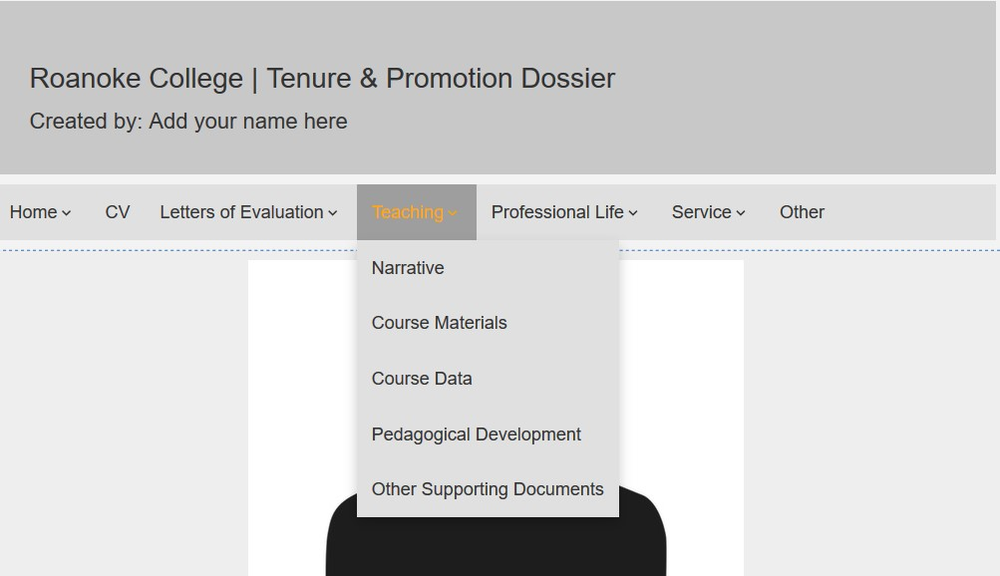 Roanoke College | Tenure & Promotion Dossier
Created by: Add your name here
Home CV Letters of Evaluation Teaching Professional Life Service Other
Narrative
Course Materials
Course Data
Pedagogical Development
Other Supporting Documents